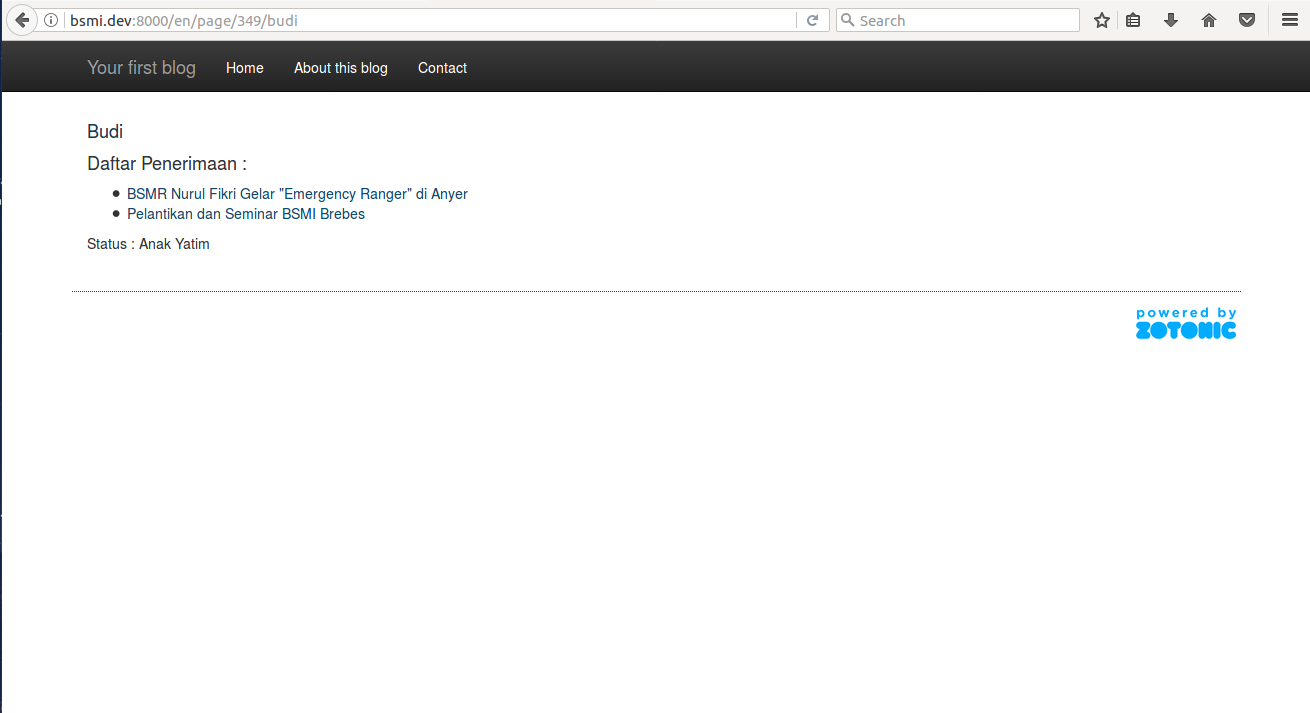 bsmi.dev:8000/en/page/349/budi
Search
Your first blog
Home
About this blog
Contact
Budi
Daftar Penerimaan :
BSMR Nurul Fikri Gelar "Emergency Ranger" di Anyer
Pelantikan dan Seminar BSMI Brebes
Status : Anak Yatim
powered by
ZOTONIC